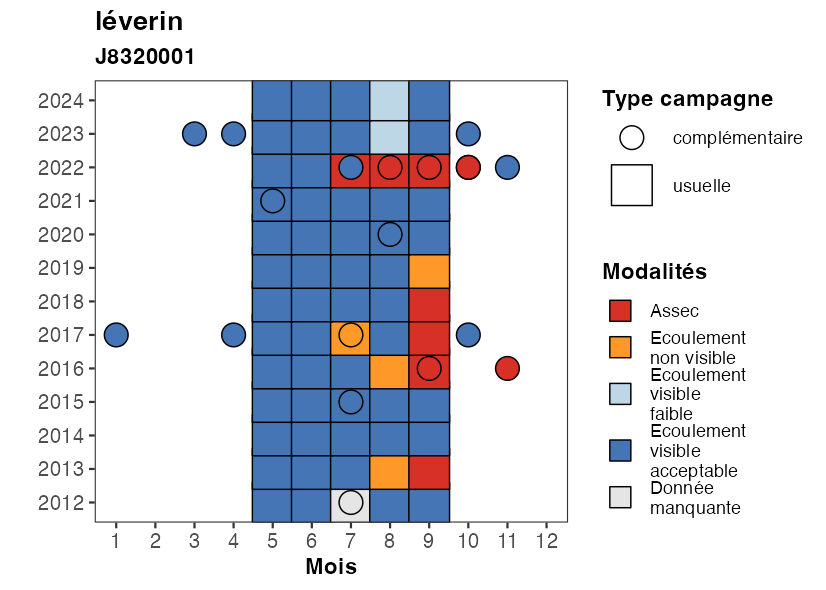 léverin
J8320001
2024
2023
2022
2021
2020
2019
2018
2017
2016
2015
2014
2013
2012
1 2 3 4 5 6 7 8 9 10 11 12
Mois
Type campagne
complémentaire
usuelle
Modalités
Assec
Ecoulement
non visible
Ecoulement
visible
faible
Ecoulement
visible
acceptable
Donnée
manquante